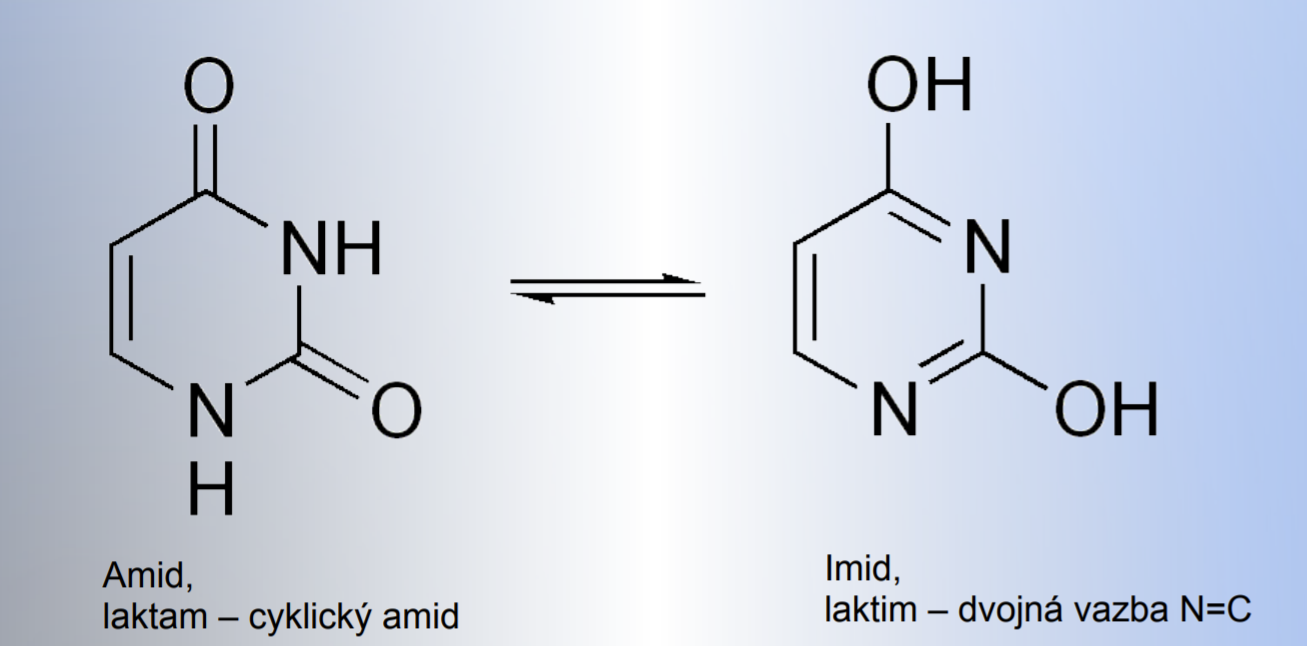 O
NH
N
H
O
OH
N
N
OH
Amid,
laktam – cyklický amid
Imid,
laktim – dvojná vazba N=C